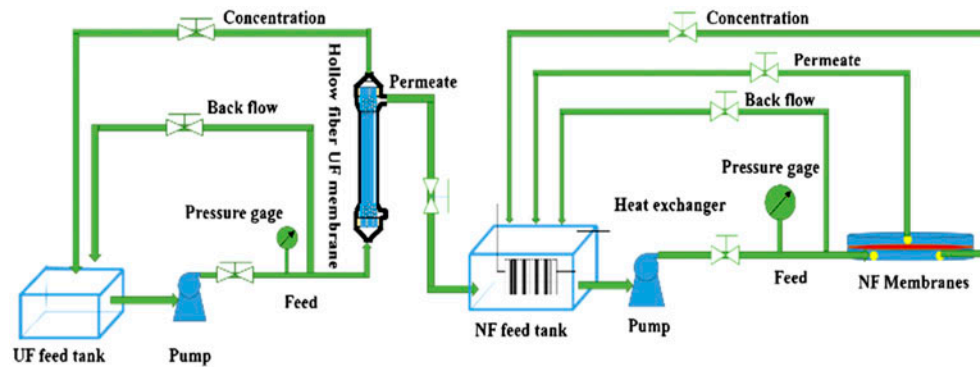 Concentration
Hollow fiber UF membrane
Permeate
Back flow
Pressure gage
Feed
UF feed tank
Pump
Concentration
Permeate
Back flow
Pressure gage
Heat exchanger
Feed
NF Membranes
NF feed tank
Pump